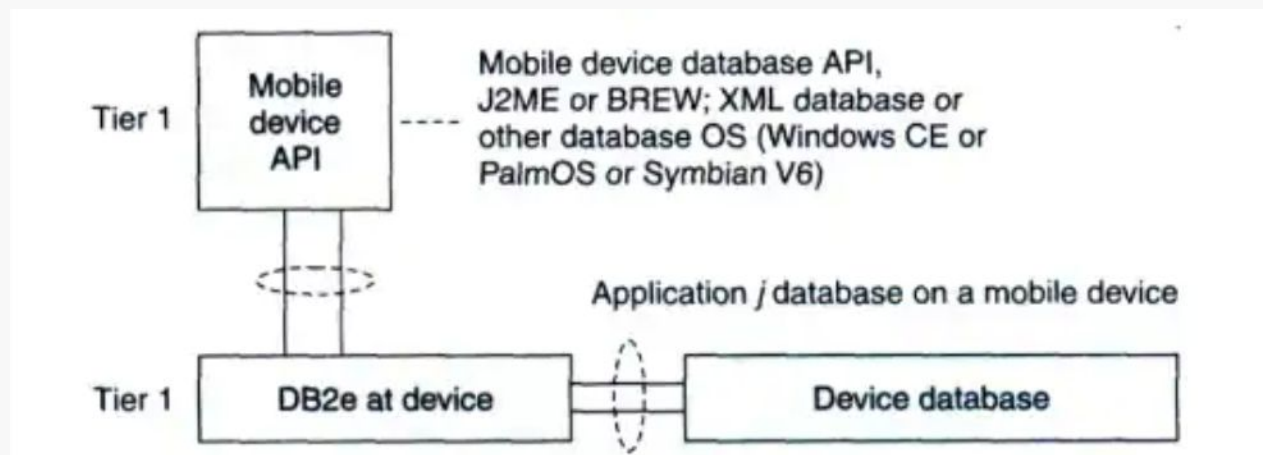 Tier 1
Mobile
device
API
Mobile device database API,
J2ME or BREW; XML database or
other database OS (Windows CE or
PalmOS or Symbian V6)
Application j database on a mobile device
Tier 1
DB2e at device
Device database